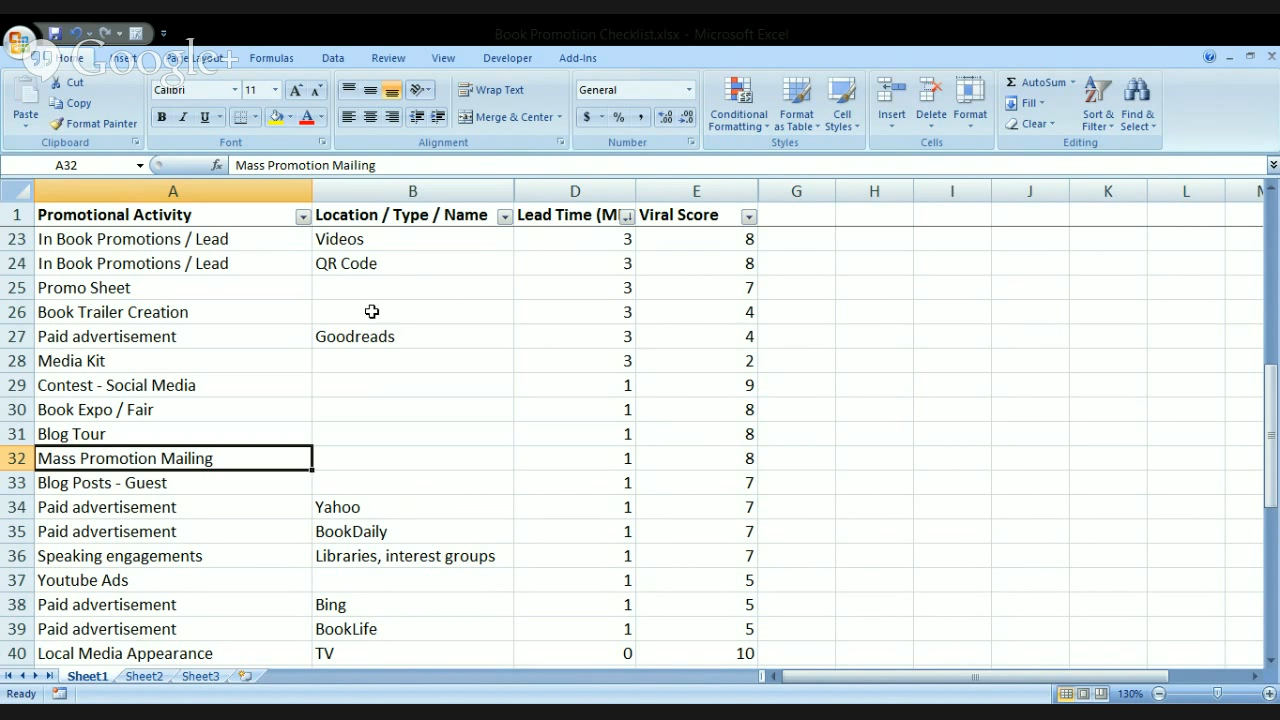 Book Promotion Checklist.xlsx - Microsoft Excel
Google+
Home Insert Page Layout Formulas Data Review View Developer Add-Ins
Paste Cut Copy Format Painter Clipboard
Calibri 11 A A B I U A Font
Wrap Text Merge & Center Alignment
General $ % , Number
Conditional Formatting Format as Table Cell Styles Styles
Insert Delete Format Cells
AutoSum Fill Clear Sort & Filter Find & Select Editing
A32 fx Mass Promotion Mailing
A B D E G H I J K L M
1 Promotional Activity Location / Type / Name Lead Time (M Viral Score
23 In Book Promotions / Lead Videos 3 8
24 In Book Promotions / Lead QR Code 3 8
25 Promo Sheet 3 7
26 Book Trailer Creation 3 4
27 Paid advertisement Goodreads 3 4
28 Media Kit 3 2
29 Contest - Social Media 1 9
30 Book Expo / Fair 1 8
31 Blog Tour 1 8
32 Mass Promotion Mailing 1 8
33 Blog Posts - Guest 1 7
34 Paid advertisement Yahoo 1 7
35 Paid advertisement BookDaily 1 7
36 Speaking engagements Libraries, interest groups 1 7
37 Youtube Ads 1 5
38 Paid advertisement Bing 1 5
39 Paid advertisement BookLife 1 5
40 Local Media Appearance TV 0 10
Sheet1 Sheet2 Sheet3
Ready 130%